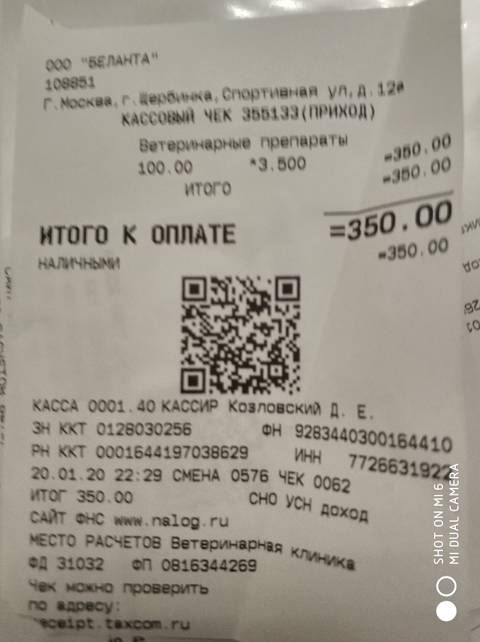 ООО "БЕЛАНТА"
108851
Г.Москва, г.Щербинка, Спортивная ул, д.12а
КАССОВЫЙ ЧЕК 355133(ПРИХОД)
Ветеринарные препараты
100.00 *3.500 =350.00
ИТОГО =350.00
ИТОГО К ОПЛАТЕ =350.00
НАЛИЧНЫМИ =350.00
КАССА 0001.40 КАССИР Козловский Д. Е.
ЗН ККТ 0128030256 ФН 9283440300164410
РН ККТ 0001644197038629 ИНН 7726631922
20.01.20 22:29 СМЕНА 0576 ЧЕК 0062
ИТОГ 350.00 СНО УСН доход
САЙТ ФНС www.nalog.ru
МЕСТО РАСЧЕТОВ Ветеринарная клиника
ФД 31032 ФП 0816344269
Чек можно проверить
по адресу:
receipt.taxcom.ru
SHOT ON MI 6
MI DUAL CAMERA